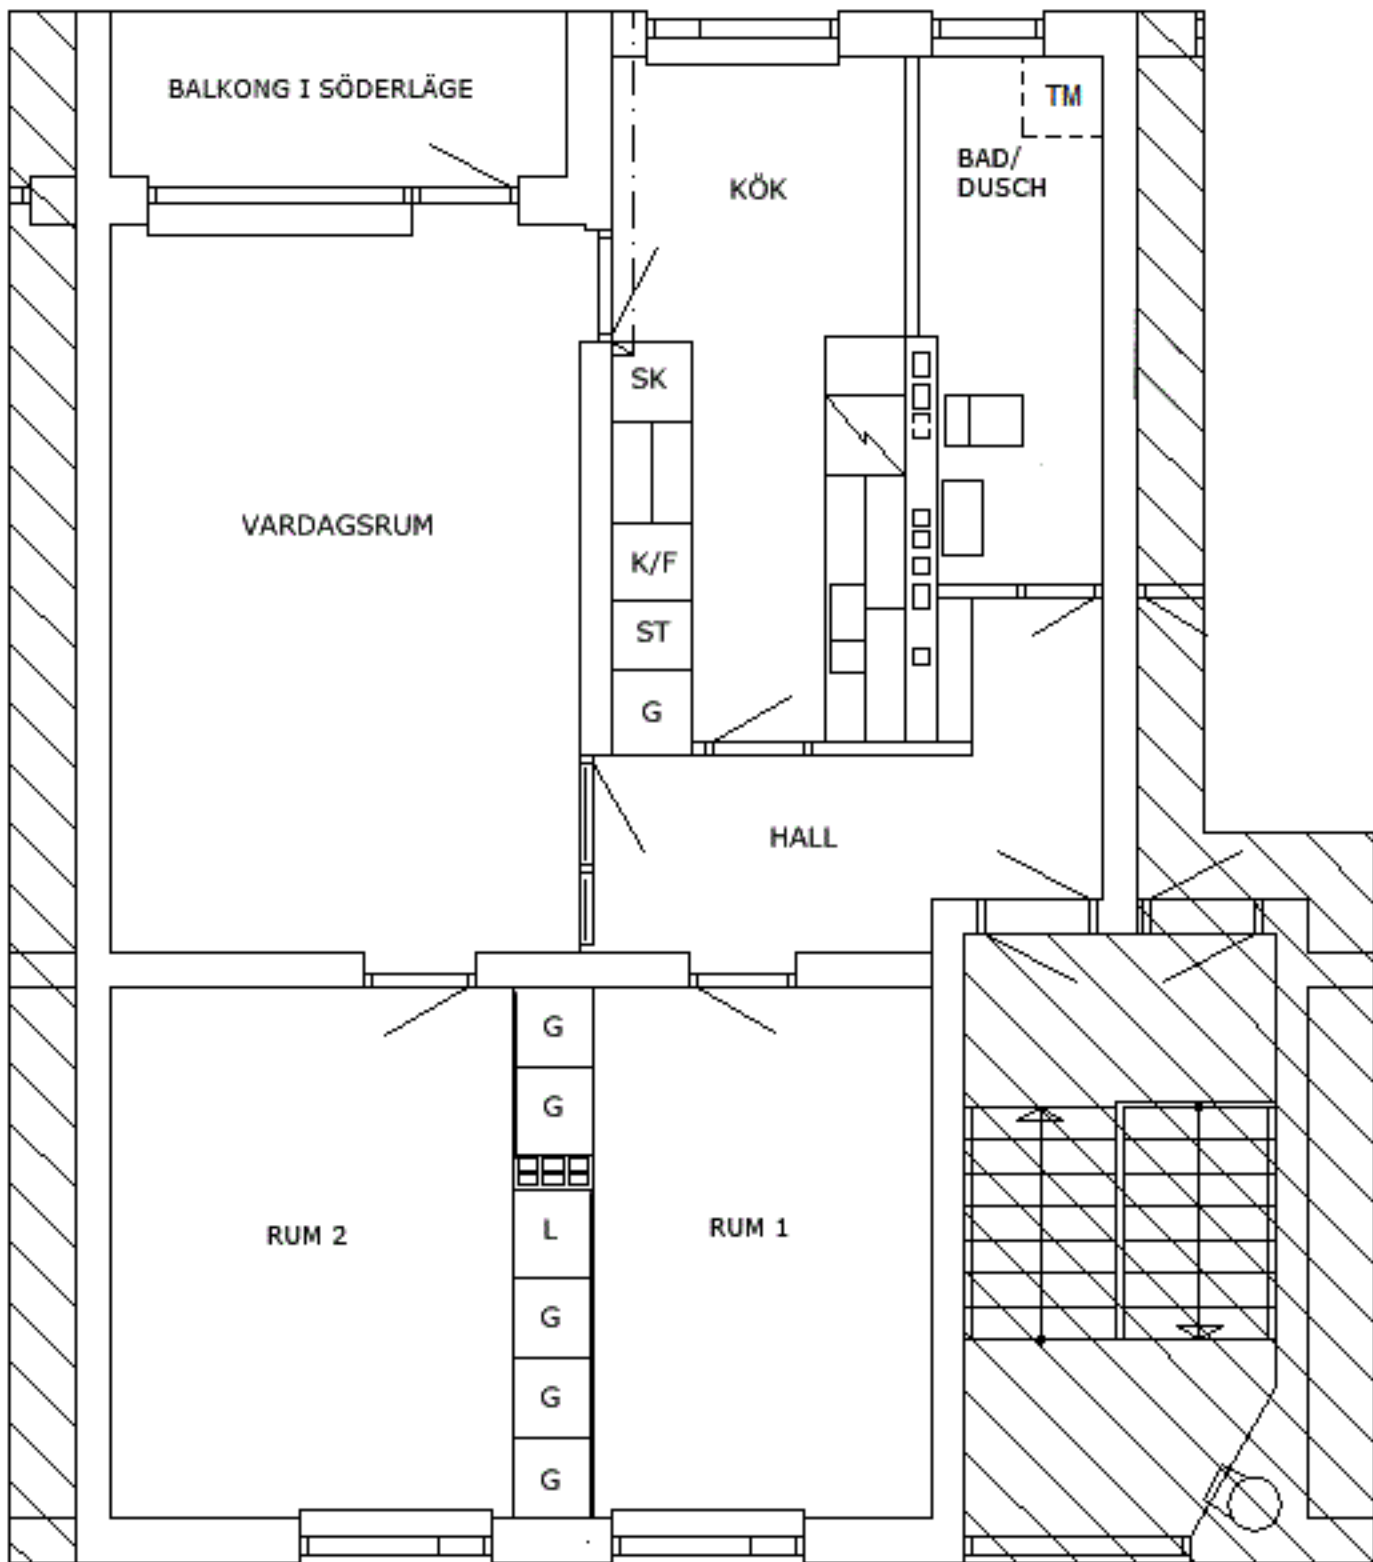 BALKONG I SÖDERLÄGE
TM
BAD/
DUSCH
KÖK
SK
VARDAGSRUM
K/F
ST
G
HALL
G
G
L
RUM 2
RUM 1
G
G
G